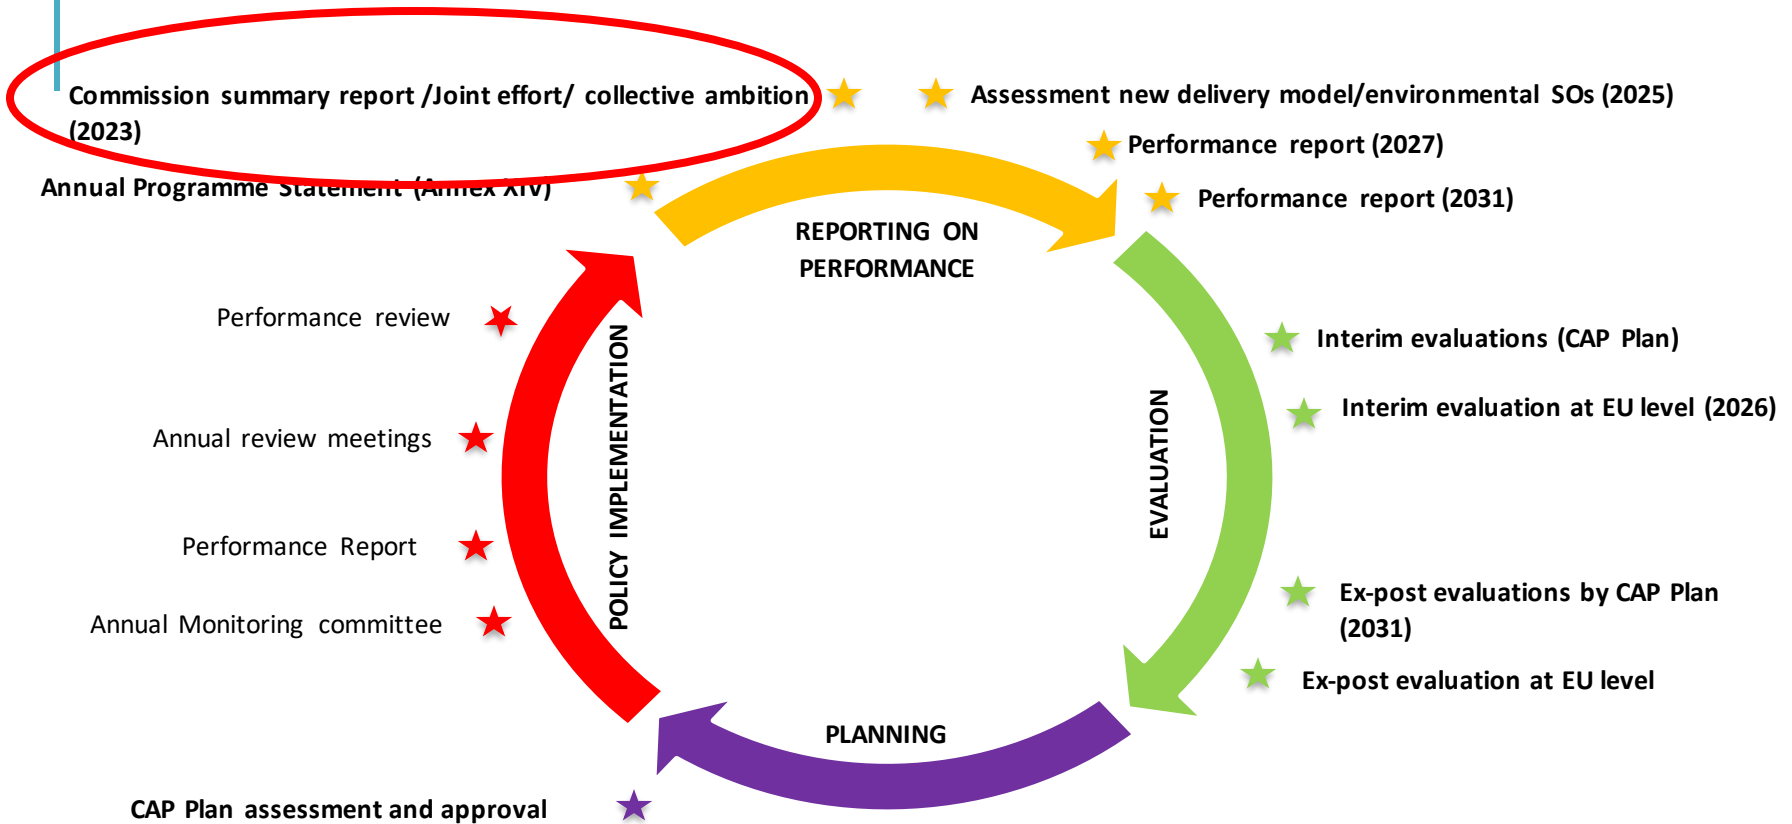 Commission summary report /Joint effort/ collective ambition
(2023)
Assessment new delivery model/environmental SOs (2025)
Performance report (2027)
Annual Programme Statement (Annex XIV)
Performance report (2031)
REPORTING ON
PERFORMANCE
Performance review
Interim evaluations (CAP Plan)
Interim evaluation at EU level (2026)
Annual review meetings
POLICY IMPLEMENTATION
EVALUATION
Performance Report
Annual Monitoring committee
Ex-post evaluations by CAP Plan
(2031)
Ex-post evaluation at EU level
PLANNING
CAP Plan assessment and approval